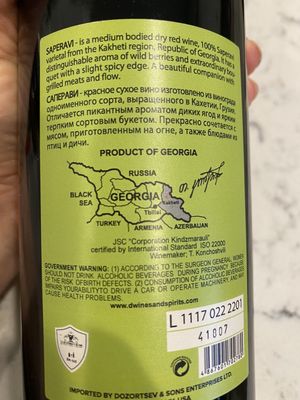 SAPERAVI - is a medium bodied dry red wine, 100% Saperavi
from the Kakheti region, Republic of Georgia. It has
distinguishable aroma of wild berries and extraordinary bou-
quet with a slight spicy edge. A beautiful companion with
grilled meats and flow.
САПЕРАВИ - красное сухое вино изготовлено из винограда
одноименного сорта, выращенного в Кахетии, Грузия.
Отличается пикантным ароматом диких ягод и ярким
терпким сортовым букетом. Прекрасно сочетается с
мясом, приготовленным на огне, а также блюдами из
птиц и дичи.
PRODUCT OF GEORGIA
RUSSIA
BLACK
SEA
GEORGIA
Kakheti
Tbilisi
TURKEY
ARMENIA
AZERBAIJAN
JSC "Corporation Kindzmarauli"
certified by International Standard ISO 22000
Winemaker: T. Konchoshvili
GOVERNMENT WARNING: (1) ACCORDING TO THE SURGEON GENERAL, WOMEN
SHOULD NOT DRINK ALCOHOLIC BEVERAGES DURING PREGNANCY BECAUSE
OF THE RISK OF BIRTH DEFECTS. (2) CONSUMPTION OF ALCOHOLIC BEVERAGES
IMPAIRS YOUR ABILITY TO DRIVE A CAR OR OPERATE MACHINERY, AND MAY
CAUSE HEALTH PROBLEMS.
www.dwinesandspirits.com
L 1117 022 2201
41807
IMPORTED BY DOZORTSEV & SONS ENTERPRISES LTD.
USA